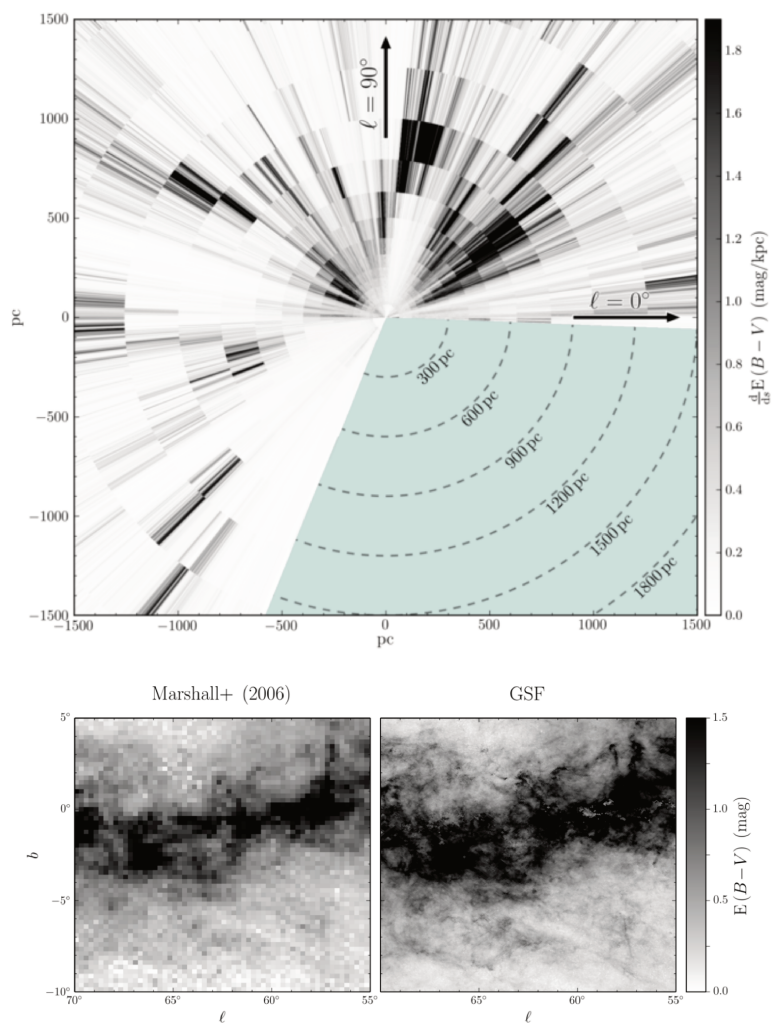 1500
1000
500
0
−500
−1000
−1500
pc
−1500
−1000
−500
0
500
1000
1500
pc
ℓ = 90°
ℓ = 0°
300 pc
600 pc
900 pc
1200 pc
1500 pc
1800 pc
1.8
1.6
1.4
1.2
1.0
0.8
0.6
0.4
0.2
0.0
d/ds E (B − V) (mag/kpc)
Marshall+ (2006)
GSF
5°
0°
−5°
−10°
b
70°
65°
60°
55°
ℓ
65°
60°
55°
ℓ
1.5
1.0
0.5
0.0
E (B−V) (mag)